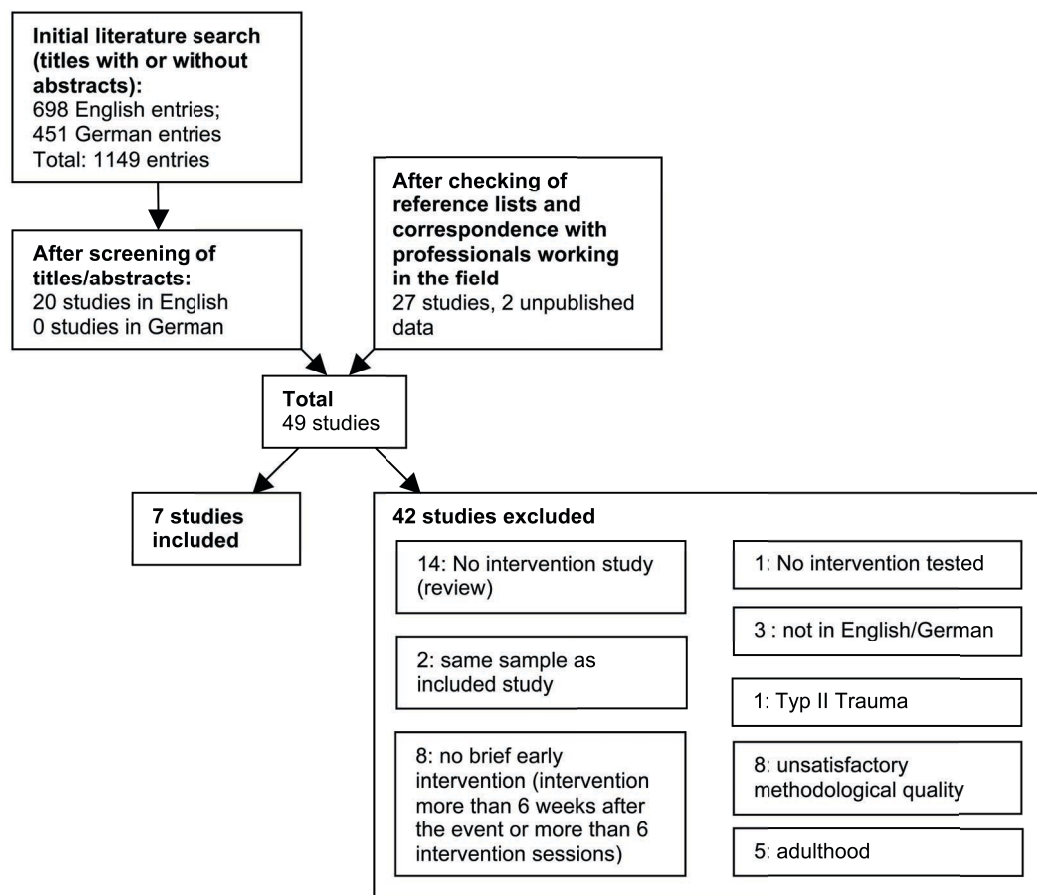 Initial literature search
(titles with or without
abstracts):
698 English entries;
451 German entries
Total: 1149 entries
After checking of
reference lists and
correspondence with
professionals working
in the field
27 studies, 2 unpublished
data
After screening of
titles/abstracts:
20 studies in English
0 studies in German
Total
49 studies
7 studies
included
42 studies excluded
14: No intervention study
(review)
2: same sample as
included study
8: no brief early
intervention (intervention
more than 6 weeks after
the event or more than 6
intervention sessions)
1: No intervention tested
3 : not in English/German
1: Typ II Trauma
8: unsatisfactory
methodological quality
5: adulthood